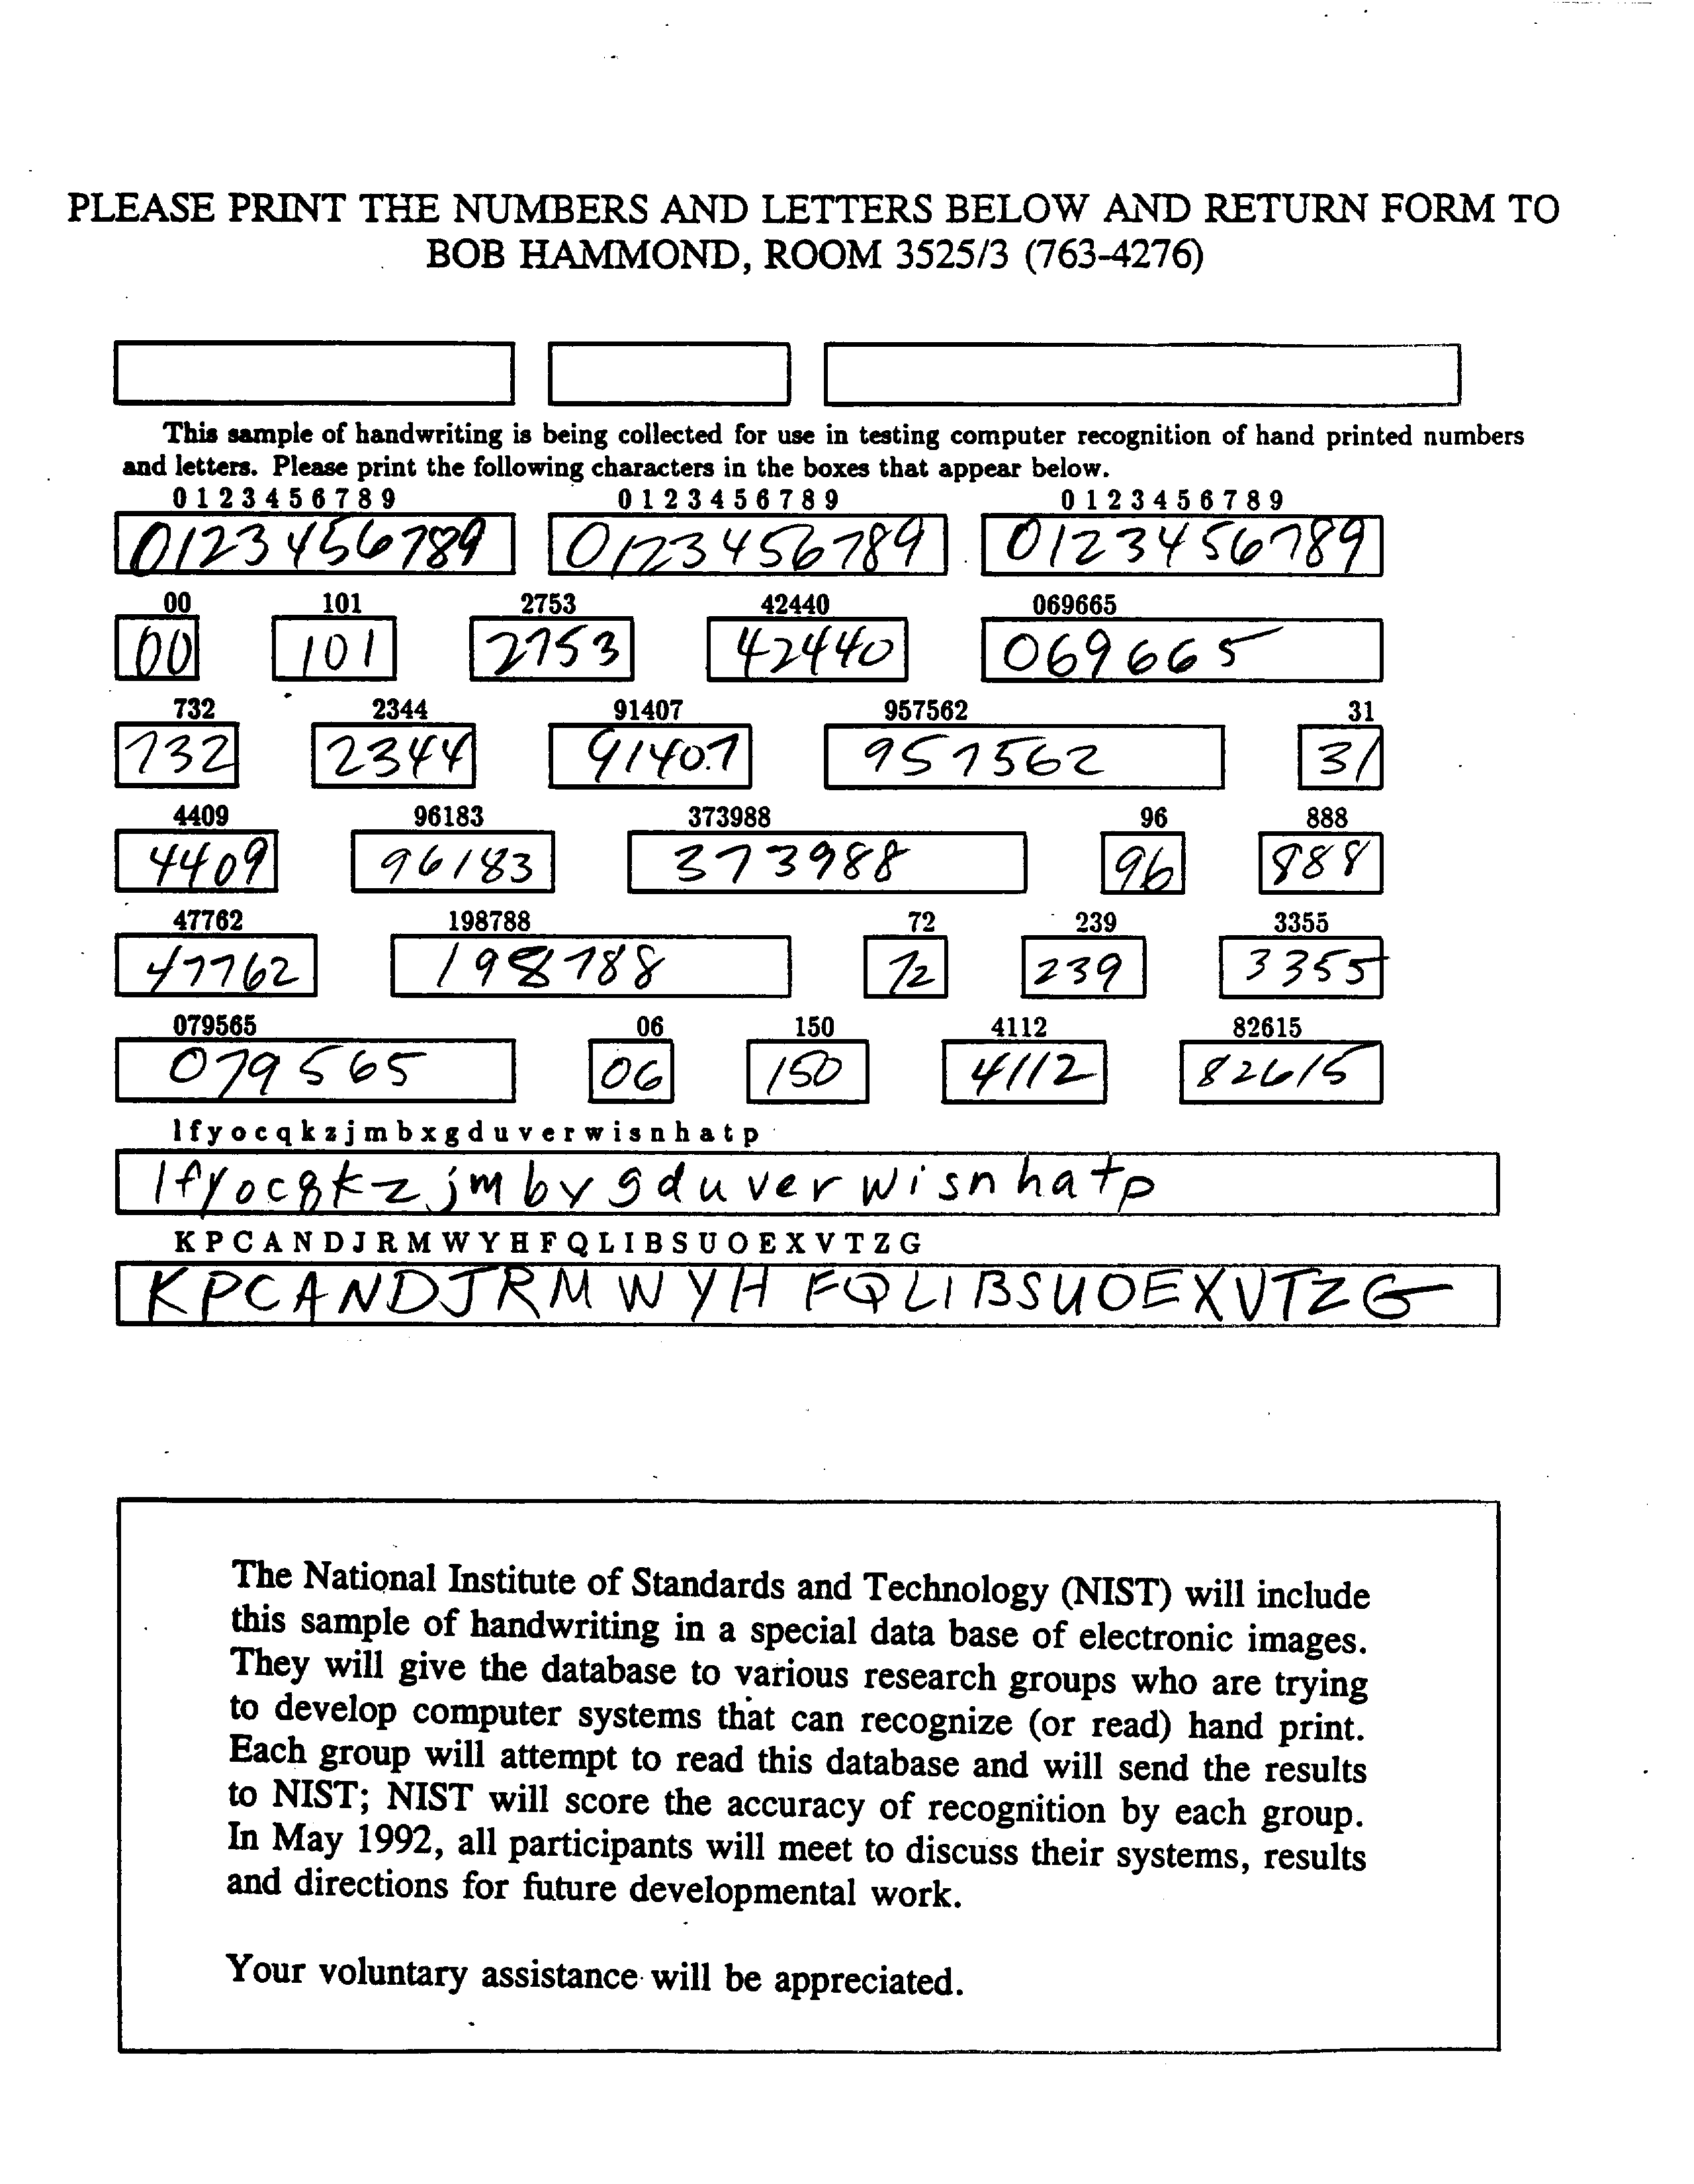 PLEASE PRINT THE NUMBERS AND LETTERS BELOW AND RETURN FORM TO
BOB HAMMOND, ROOM 3525/3 (763-4276)
This sample of handwriting is being collected for use in testing computer recognition of hand printed numbers
and letters. Please print the following characters in the boxes that appear below.
0 1 2 3 4 5 6 7 8 9 0 1 2 3 4 5 6 7 8 9 0 1 2 3 4 5 6 7 8 9
0123456789 0123456789 0123456789
00 101 2753 42440 069665
00 101 2753 42440 069665
732 2344 91407 957562 31
732 2344 91407 957562 31
4409 96183 373988 96 888
4409 96183 373988 96 888
47762 198788 72 239 3355
47762 198788 72 239 3355
079565 06 150 4112 82615
079565 06 150 4112 82615
l f y o c q k z j m b x g d u v e r w i s n h a t p
lfyocqkzjmbxgduverwisnhatp
K P C A N D J R M W Y H F Q L I B S U O E X V T Z G
KPCANDJRMWYHFQLIBSUOEXVTZG
The National Institute of Standards and Technology (NIST) will include
this sample of handwriting in a special data base of electronic images.
They will give the database to various research groups who are trying
to develop computer systems that can recognize (or read) hand print.
Each group will attempt to read this database and will send the results
to NIST; NIST will score the accuracy of recognition by each group.
In May 1992, all participants will meet to discuss their systems, results
and directions for future developmental work.
Your voluntary assistance will be appreciated.